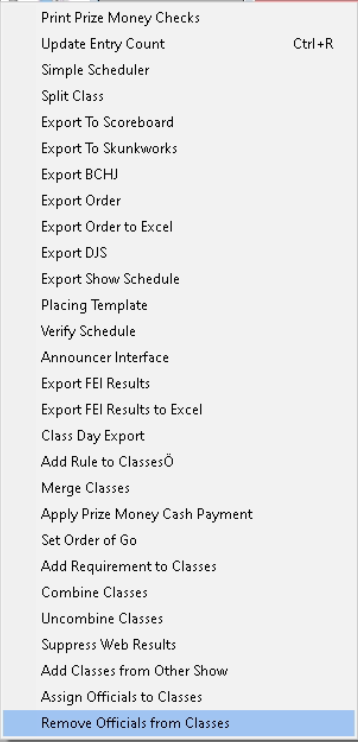 Print Prize Money Checks
Update Entry Count Ctrl+R
Simple Scheduler
Split Class
Export To Scoreboard
Export To Skunkworks
Export BCHJ
Export Order
Export Order to Excel
Export DJS
Export Show Schedule
Placing Template
Verify Schedule
Announcer Interface
Export FEI Results
Export FEI Results to Excel
Class Day Export
Add Rule to ClassesÖ
Merge Classes
Apply Prize Money Cash Payment
Set Order of Go
Add Requirement to Classes
Combine Classes
Uncombine Classes
Suppress Web Results
Add Classes from Other Show
Assign Officials to Classes
Remove Officials from Classes